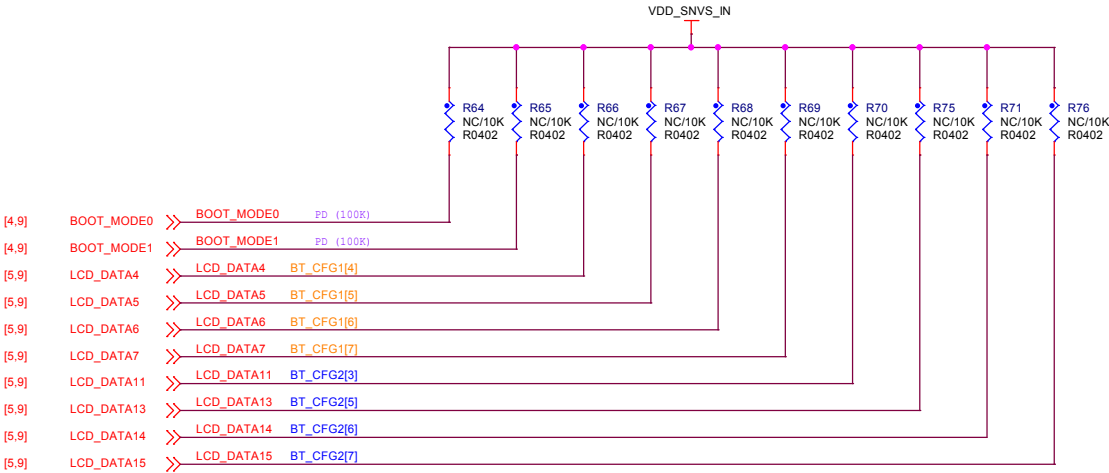 VDD_SNVS_IN
R64 R65 R66 R67 R68 R69 R70 R75 R71 R76
NC/10K NC/10K NC/10K NC/10K NC/10K NC/10K NC/10K NC/10K NC/10K NC/10K
R0402 R0402 R0402 R0402 R0402 R0402 R0402 R0402 R0402 R0402
[4,9] BOOT_MODE0 BOOT_MODE0 PD (100K)
[4,9] BOOT_MODE1 BOOT_MODE1 PD (100K)
[5,9] LCD_DATA4 LCD_DATA4 BT_CFG1[4]
[5,9] LCD_DATA5 LCD_DATA5 BT_CFG1[5]
[5,9] LCD_DATA6 LCD_DATA6 BT_CFG1[6]
[5,9] LCD_DATA7 LCD_DATA7 BT_CFG1[7]
[5,9] LCD_DATA11 LCD_DATA11 BT_CFG2[3]
[5,9] LCD_DATA13 LCD_DATA13 BT_CFG2[5]
[5,9] LCD_DATA14 LCD_DATA14 BT_CFG2[6]
[5,9] LCD_DATA15 LCD_DATA15 BT_CFG2[7]